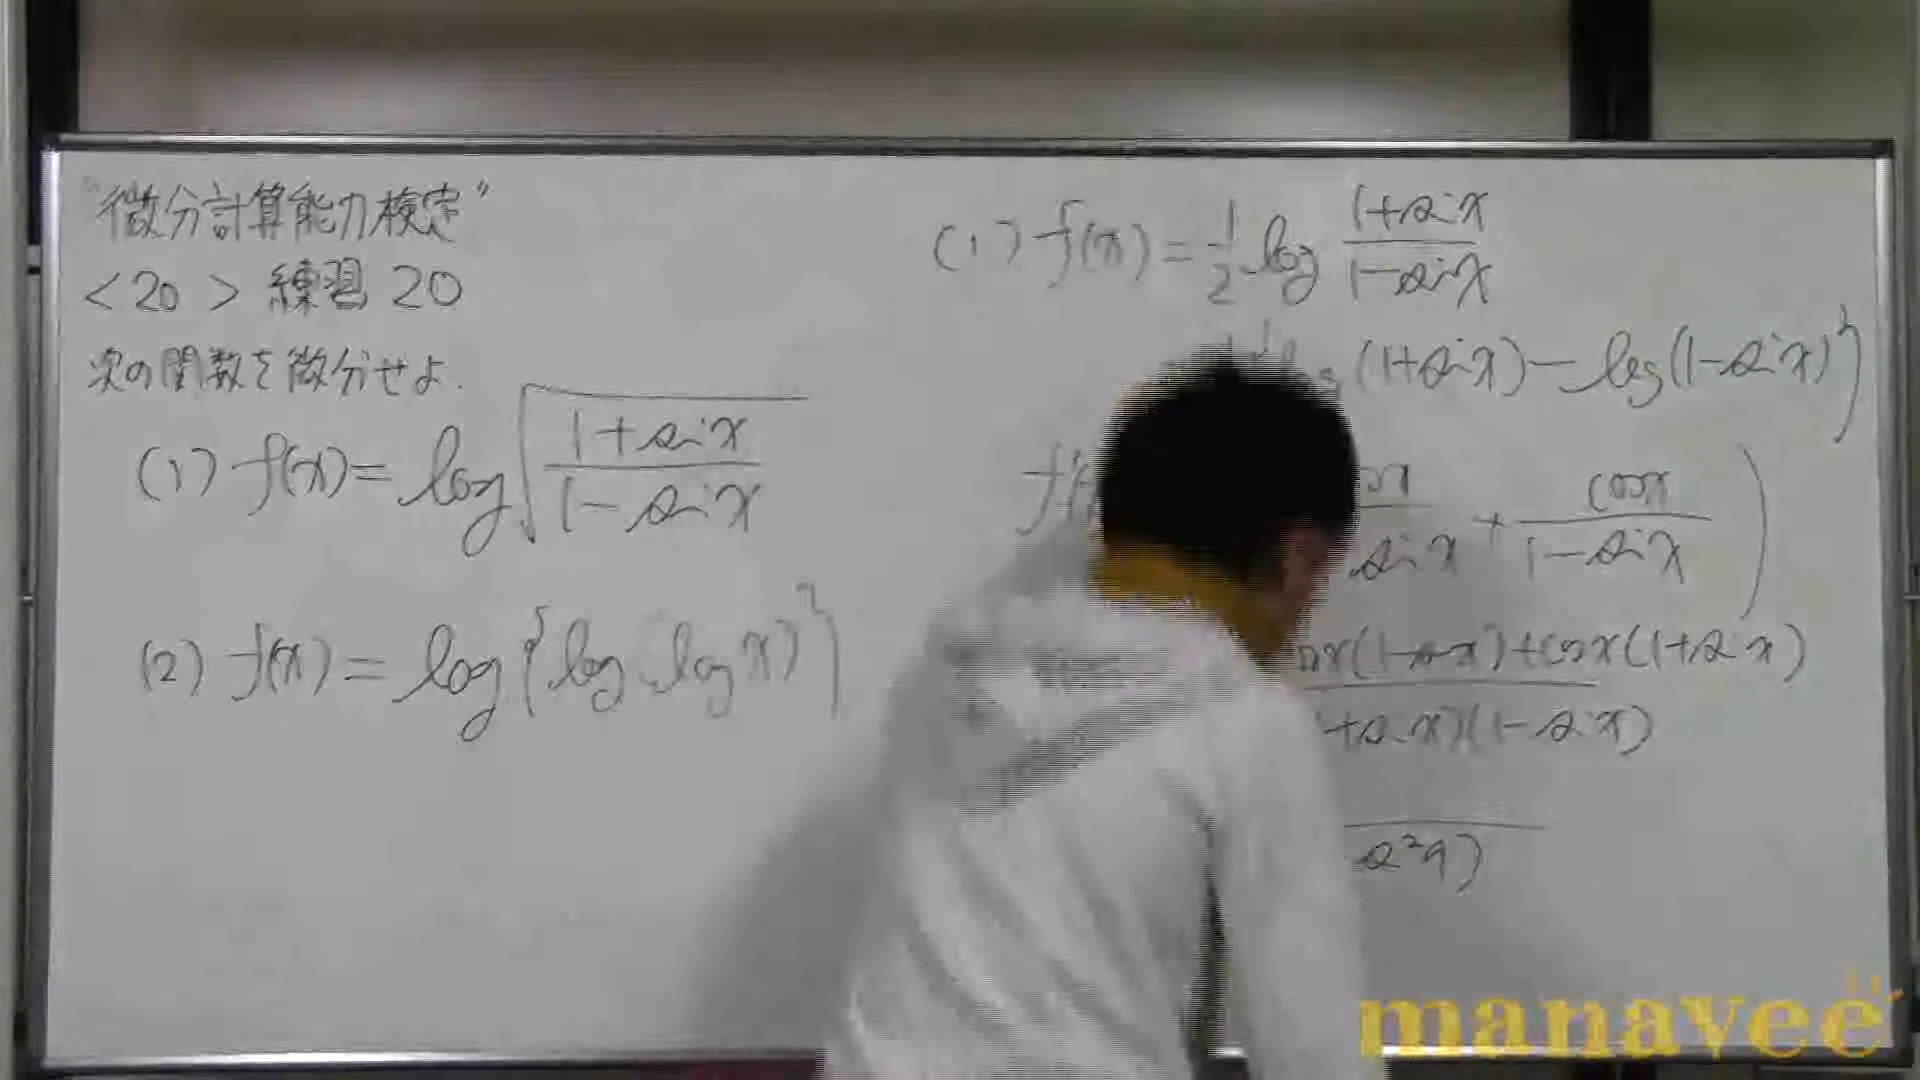 "微分計算能力検定"
<20> 練習 20
次の関数を微分せよ.
(1) f(x) = log√((1+sin x)/(1-sin x))
(2) f(x) = log{log(log x)}
(1) f(x) = 1/2 log (1+sin x)/(1-sin x)
(1+sin x) - log(1-sin x)}
f'( sin x + cos x/(1-sin x) )
(1-sin x)+cos x(1+sin x)
+sin x)(1-sin x)
manavee